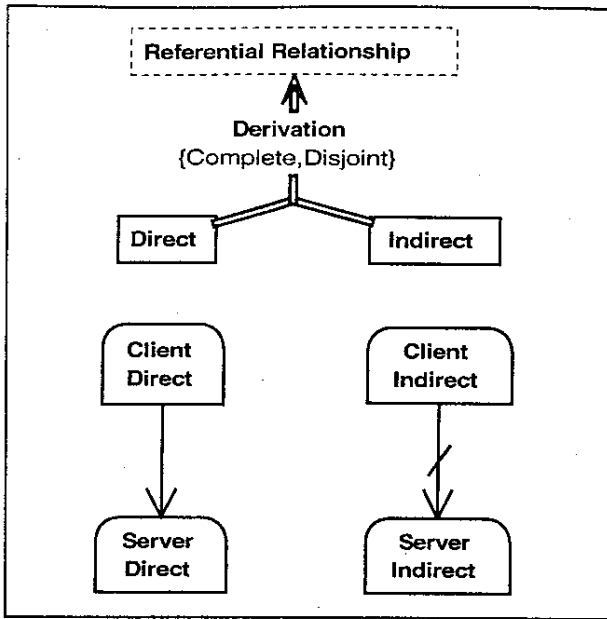 Referential Relationship
Derivation
{Complete,Disjoint}
Direct
Indirect
Client
Direct
Client
Indirect
Server
Direct
Server
Indirect